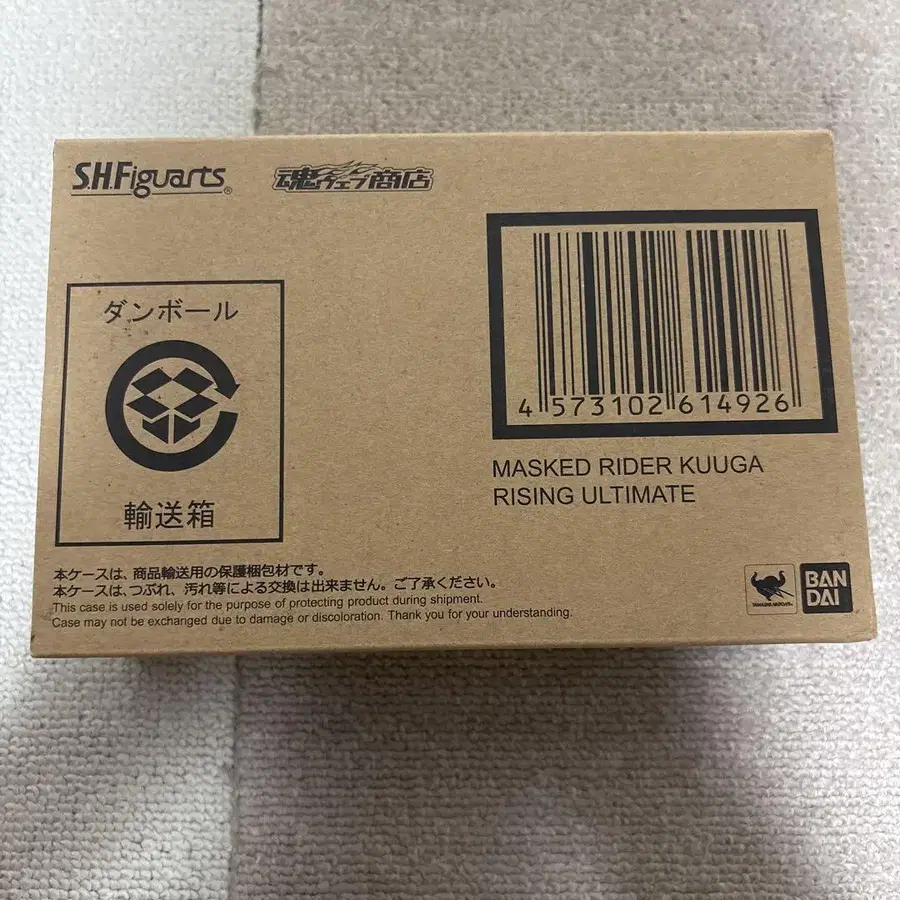 S.H.Figuarts®
魂ウェブ商店
ダンボール
輸送箱
4 573102 614926
MASKED RIDER KUUGA
RISING ULTIMATE
本ケースは、商品輸送用の保護梱包材です。
本ケースは、つぶれ、汚れ等による交換は出来ません。ご了承ください。
This case is used solely for the purpose of protecting product during shipment.
Case may not be exchanged due to damage or discoloration. Thank you for your understanding.
TAMASHII NATIONS
BAN
DAI